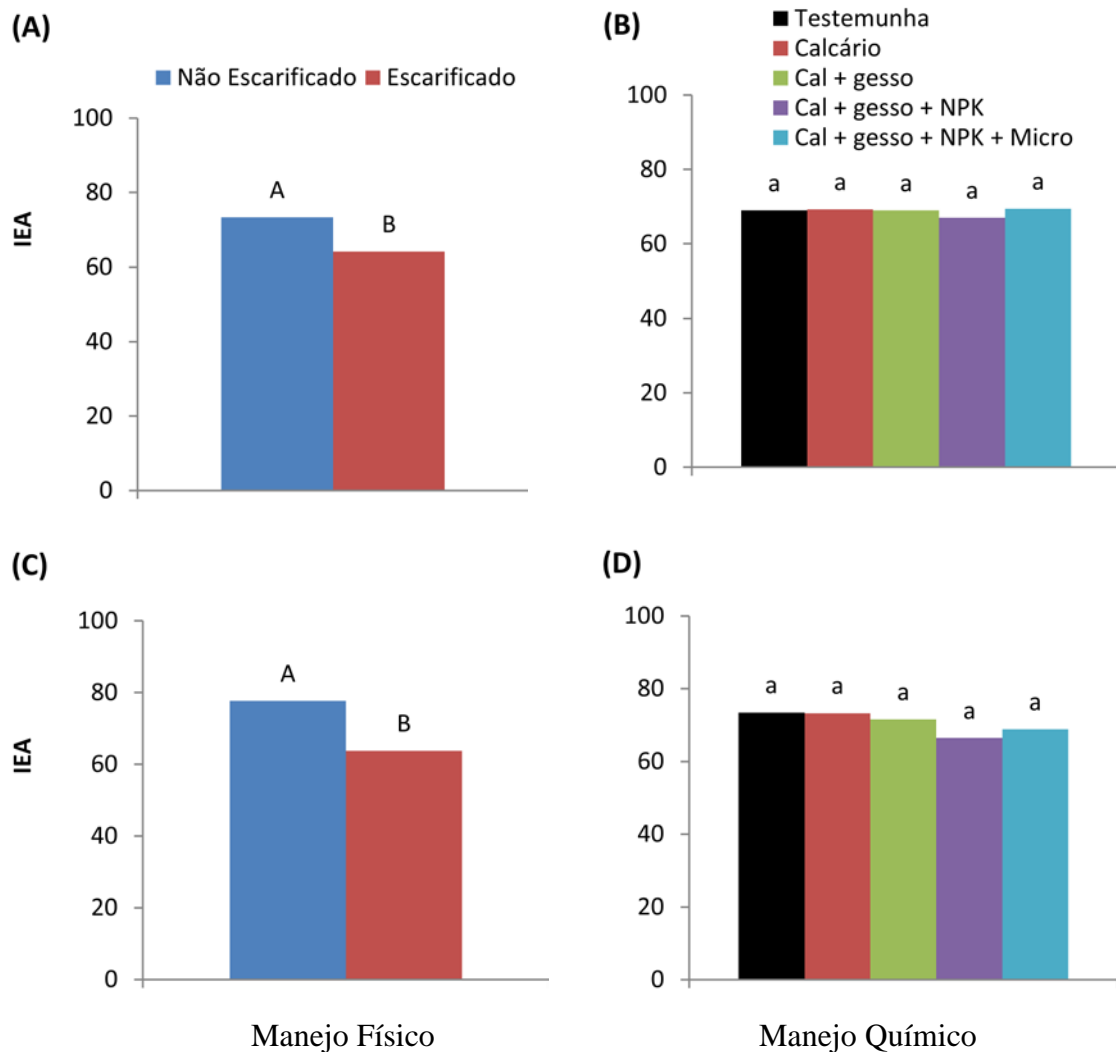 (A)
Não Escarificado Escarificado
100
80
60
40
20
0
IEA
A
B
(B)
Testemunha
Calcário
Cal + gesso
Cal + gesso + NPK
Cal + gesso + NPK + Micro
100
80
60
40
20
0
a a a a a
(C)
100
80
60
40
20
0
IEA
A
B
Manejo Físico
(D)
100
80
60
40
20
0
a a a a a
Manejo Químico